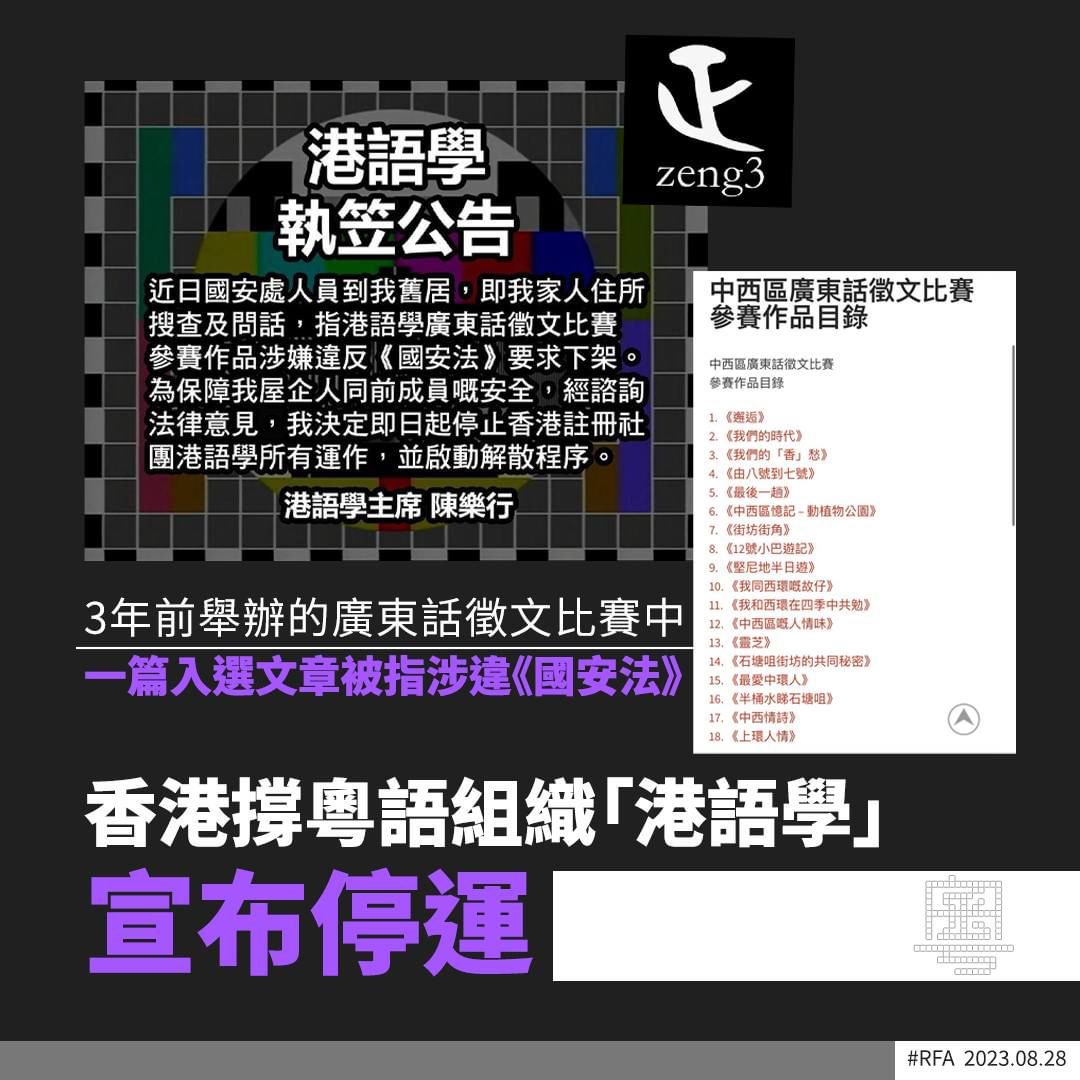 正
zeng3
港語學
執笠公告
近日國安處人員到我舊居，即我家人住所
搜查及問話，指港語學廣東話徵文比賽
參賽作品涉嫌違反《國安法》要求下架。
為保障我屋企人同前成員嘅安全，經諮詢
法律意見，我決定即日起停止香港註冊社
團港語學所有運作，並啟動解散程序。
港語學主席 陳樂行
中西區廣東話徵文比賽
參賽作品目錄
中西區廣東話徵文比賽
參賽作品目錄
1. 《邂逅》
2. 《我們的時代》
3. 《我們的「香」愁》
4. 《由八號到七號》
5. 《最後一趟》
6. 《中西區憶記 – 動植物公園》
7. 《街坊街角》
8. 《12號小巴遊記》
9. 《堅尼地半日遊》
10. 《我同西環嘅故仔》
11. 《我和西環在四季中共勉》
12. 《中西區嘅人情味》
13. 《靈芝》
14. 《石塘咀街坊的共同秘密》
15. 《最愛中環人》
16. 《半桶水睇石塘咀》
17. 《中西情詩》
18. 《上環人情》
3年前舉辦的廣東話徵文比賽中
一篇入選文章被指涉違《國安法》
香港撐粵語組織「港語學」
宣布停運
#RFA 2023.08.28